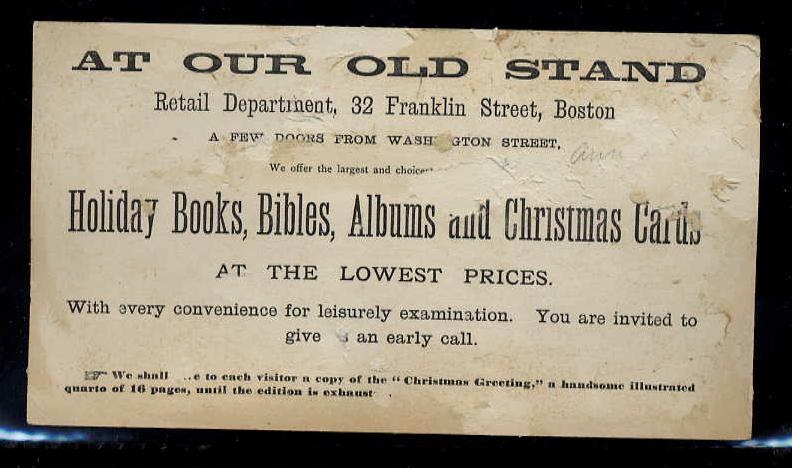 AT OUR OLD STAND
Retail Department, 32 Franklin Street, Boston
A FEW DOORS FROM WASH GTON STREET,
We offer the largest and choices
Holiday Books, Bibles, Albums and Christmas Cards
AT THE LOWEST PRICES.
With every convenience for leisurely examination. You are invited to
give s an early call.
☞ We shall e to each visitor a copy of the “Christmas Greeting,” a handsome illustrated
quarto of 16 pages, until the edition is exhaust